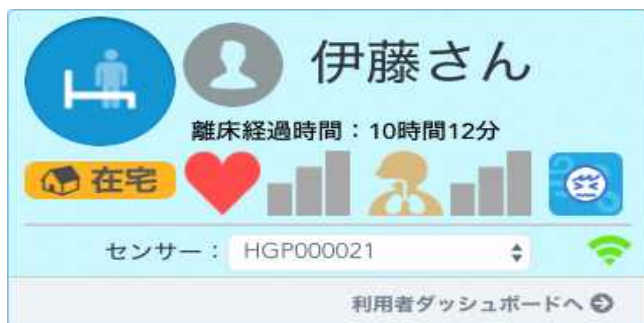 伊藤さん
離床経過時間：10時間12分
在宅
センサー： HGP000021
利用者ダッシュボードへ